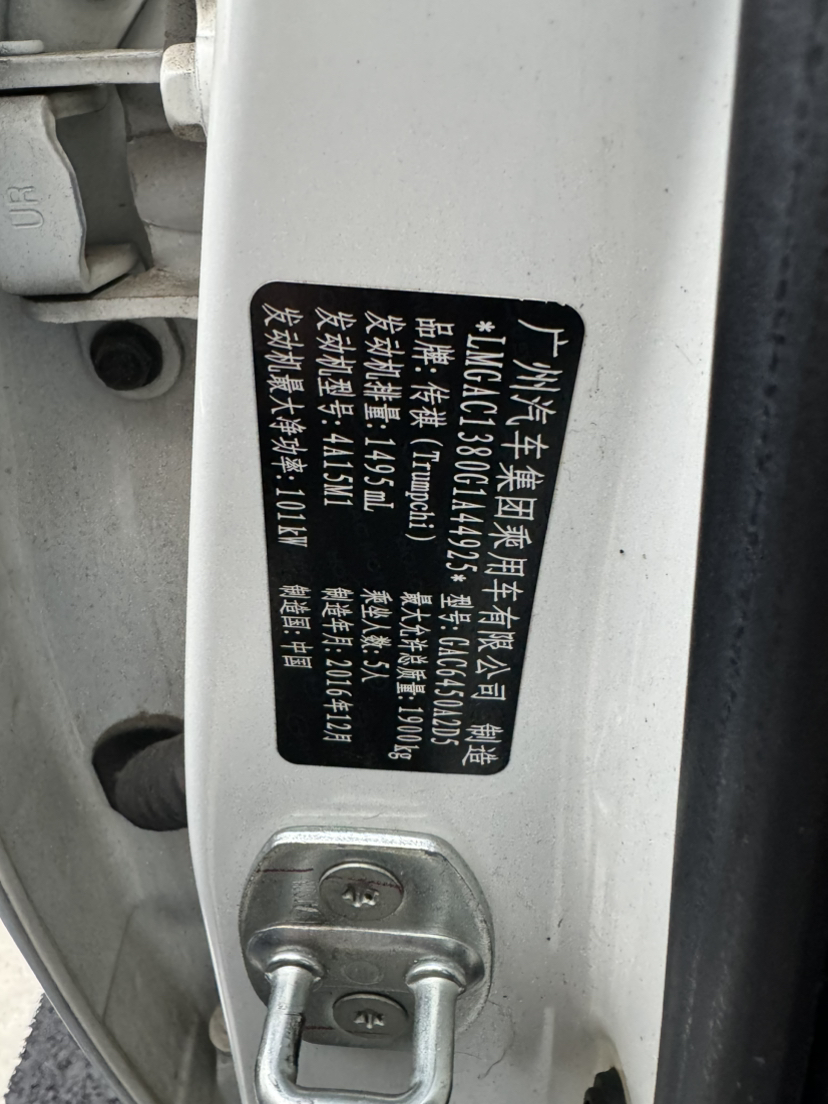 广州汽车集团乘用车有限公司 制造
*LMGAC1380G1A44925* 型号:GAC6450A2D5
品牌:传祺(Trumpchi) 最大允许总质量:1900kg
发动机排量:1495mL 乘坐人数:5人
发动机型号:4A15M1 制造年月:2016年12月
发动机最大净功率:101kW 制造国:中国
UR